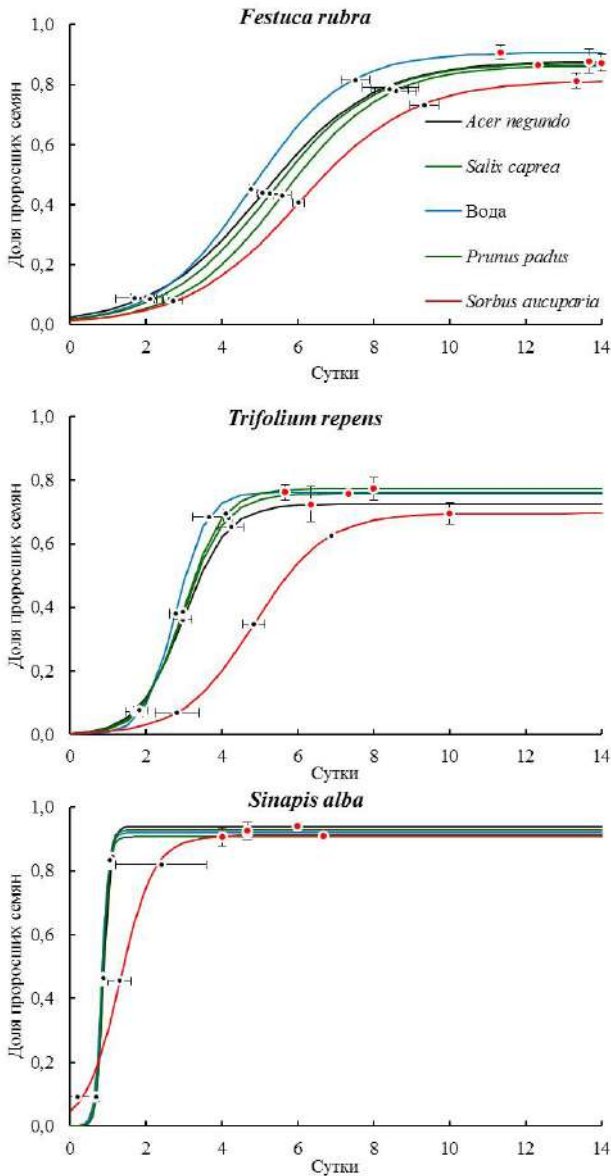 Festuca rubra
Доля проросших семян
1,0
0,8
0,6
0,4
0,2
0,0
Acer negundo
Salix caprea
Вода
Prunus padus
Sorbus aucuparia
0 2 4 6 8 10 12 14
Сутки
Trifolium repens
Доля проросших семян
1,0
0,8
0,6
0,4
0,2
0,0
0 2 4 6 8 10 12 14
Сутки
Sinapis alba
Доля проросших семян
1,0
0,8
0,6
0,4
0,2
0,0
0 2 4 6 8 10 12 14
Сутки